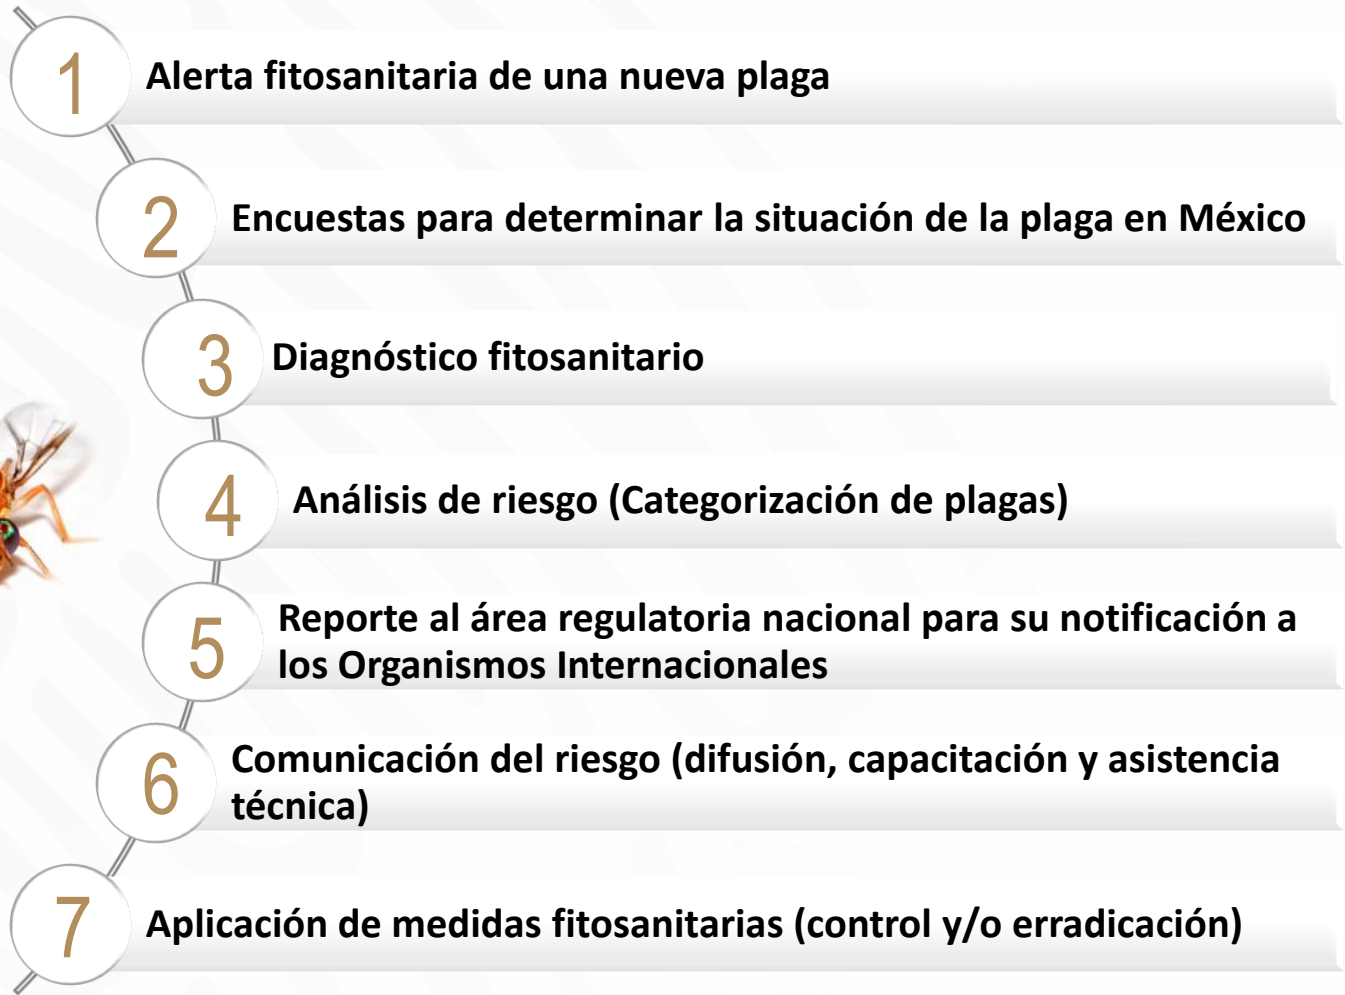 1
Alerta fitosanitaria de una nueva plaga
2
Encuestas para determinar la situación de la plaga en México
3
Diagnóstico fitosanitario
4
Análisis de riesgo (Categorización de plagas)
5
Reporte al área regulatoria nacional para su notificación a
los Organismos Internacionales
6
Comunicación del riesgo (difusión, capacitación y asistencia
técnica)
7
Aplicación de medidas fitosanitarias (control y/o erradicación)